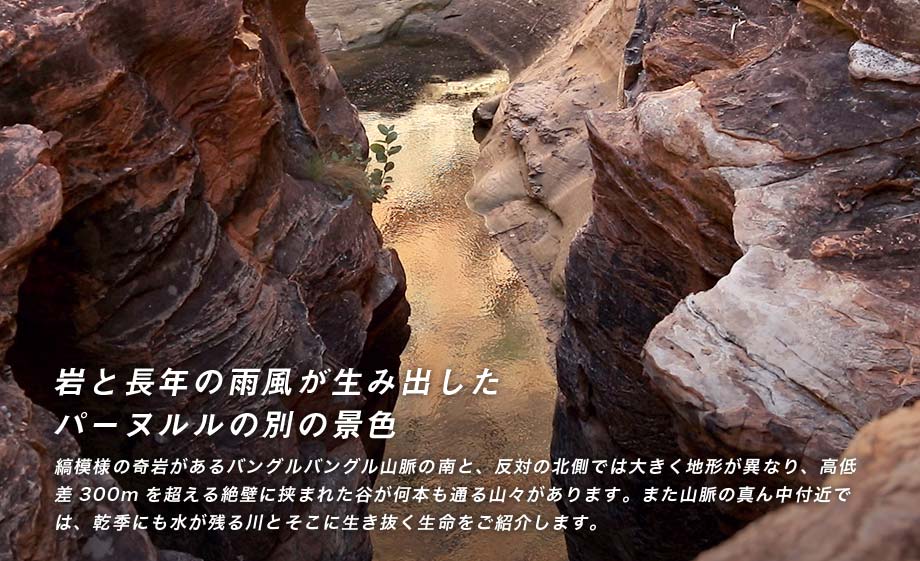 岩と長年の雨風が生み出した
パーヌルルの別の景色
縞模様の奇岩があるバングルバングル山脈の南と、反対の北側では大きく地形が異なり、高低
差 300m を超える絶壁に挟まれた谷が何本も通る山々があります。また山脈の真ん中付近で
は、乾季にも水が残る川とそこに生き抜く生命をご紹介します。